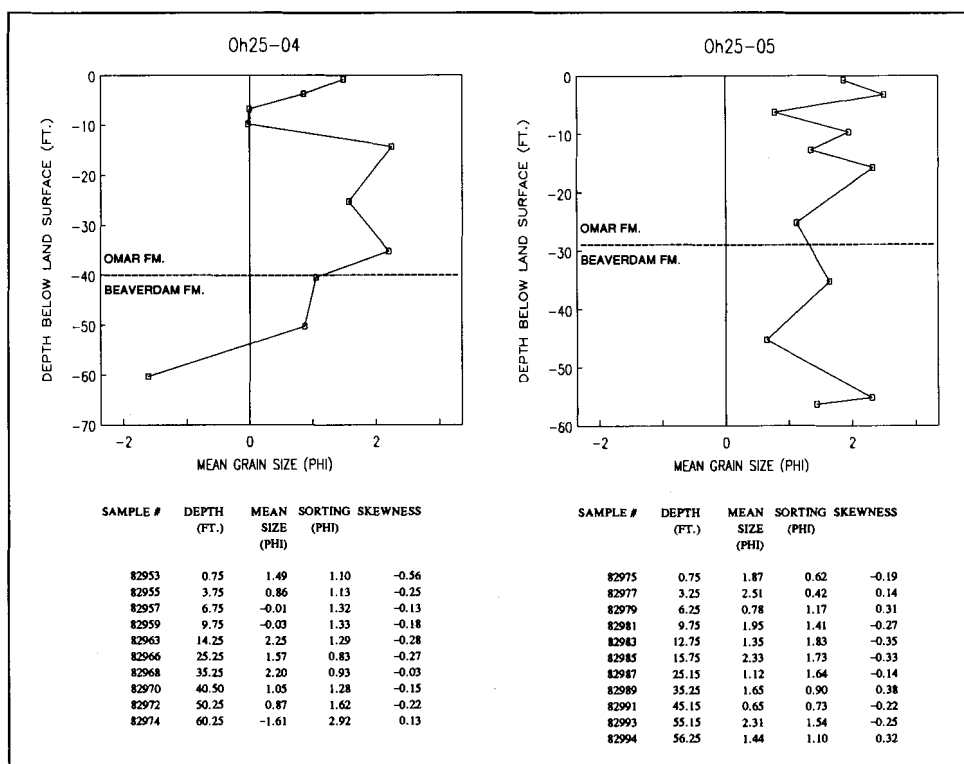 Oh25-04
0
-10
-20
-30
-40
-50
-60
-70
DEPTH BELOW LAND SURFACE (FT.)
OMAR FM.
BEAVERDAM FM.
-2 0 2
MEAN GRAIN SIZE (PHI)
SAMPLE # DEPTH MEAN SORTING SKEWNESS
(FT.) SIZE (PHI)
(PHI)
82953 0.75 1.49 1.10 -0.56
82955 3.75 0.86 1.13 -0.25
82957 6.75 -0.01 1.32 -0.13
82959 9.75 -0.03 1.33 -0.18
82963 14.25 2.25 1.29 -0.28
82966 25.25 1.57 0.83 -0.27
82968 35.25 2.20 0.93 -0.03
82970 40.50 1.05 1.28 -0.15
82972 50.25 0.87 1.62 -0.22
82974 60.25 -1.61 2.92 0.13
Oh25-05
0
-10
-20
-30
-40
-50
-60
DEPTH BELOW LAND SURFACE (FT.)
OMAR FM.
BEAVERDAM FM.
-2 0 2
MEAN GRAIN SIZE (PHI)
SAMPLE # DEPTH MEAN SORTING SKEWNESS
(FT.) SIZE (PHI)
(PHI)
82975 0.75 1.87 0.62 -0.19
82977 3.25 2.51 0.42 0.14
82979 6.25 0.78 1.17 0.31
82981 9.75 1.95 1.41 -0.27
82983 12.75 1.35 1.83 -0.35
82985 15.75 2.33 1.73 -0.33
82987 25.15 1.12 1.64 -0.14
82989 35.25 1.65 0.90 0.38
82991 45.15 0.65 0.73 -0.22
82993 55.15 2.31 1.54 -0.25
82994 56.25 1.44 1.10 0.32